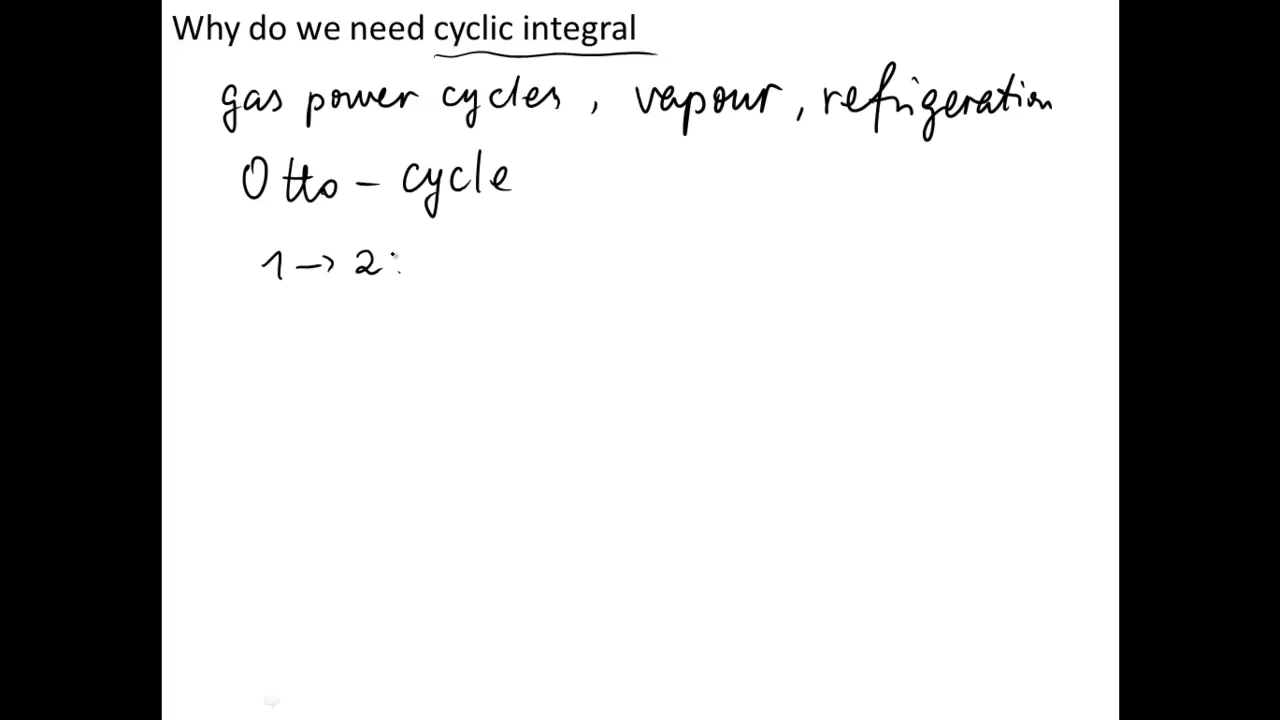 Why do we need cyclic integral
gas power cycles, vapour, refrigeration
Otto - cycle
1 → 2: